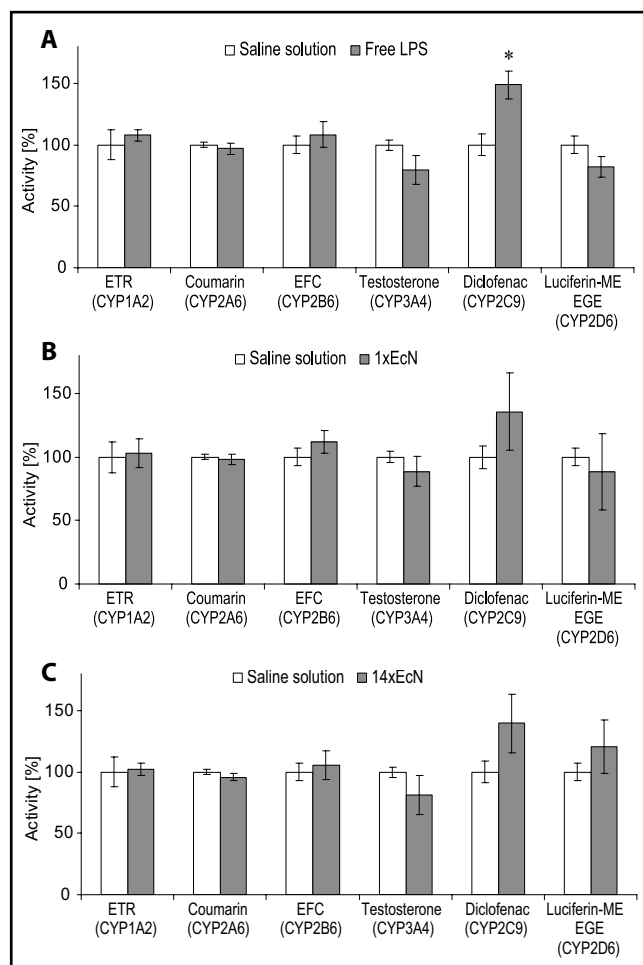 A
Saline solution Free LPS
*
Activity [%]
150
100
50
0
ETR Coumarin EFC Testosterone Diclofenac Luciferin-ME
(CYP1A2) (CYP2A6) (CYP2B6) (CYP3A4) (CYP2C9) EGE
(CYP2D6)
B
Saline solution 1xEcN
Activity [%]
150
100
50
0
ETR Coumarin EFC Testosterone Diclofenac Luciferin-ME
(CYP1A2) (CYP2A6) (CYP2B6) (CYP3A4) (CYP2C9) EGE
(CYP2D6)
C
Saline solution 14xEcN
Activity [%]
150
100
50
0
ETR Coumarin EFC Testosterone Diclofenac Luciferin-ME
(CYP1A2) (CYP2A6) (CYP2B6) (CYP3A4) (CYP2C9) EGE
(CYP2D6)